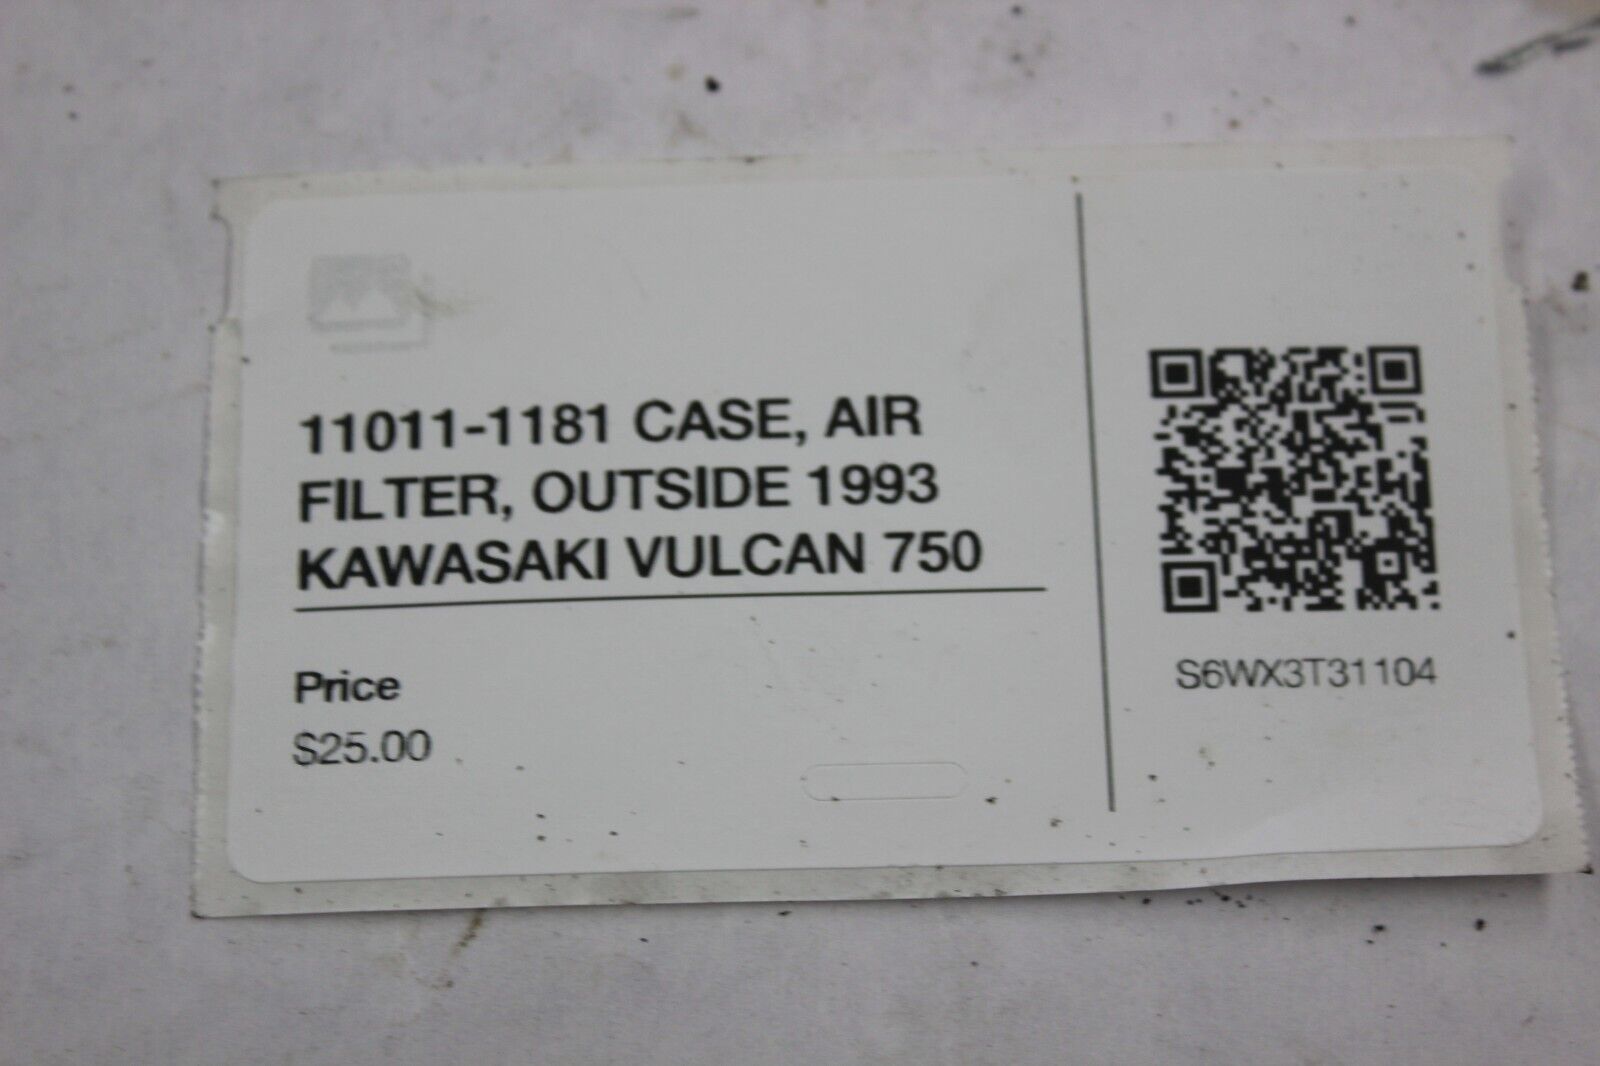 11011-1181 CASE, AIR
FILTER, OUTSIDE 1993
KAWASAKI VULCAN 750
Price
$25.00
S6WX3T31104